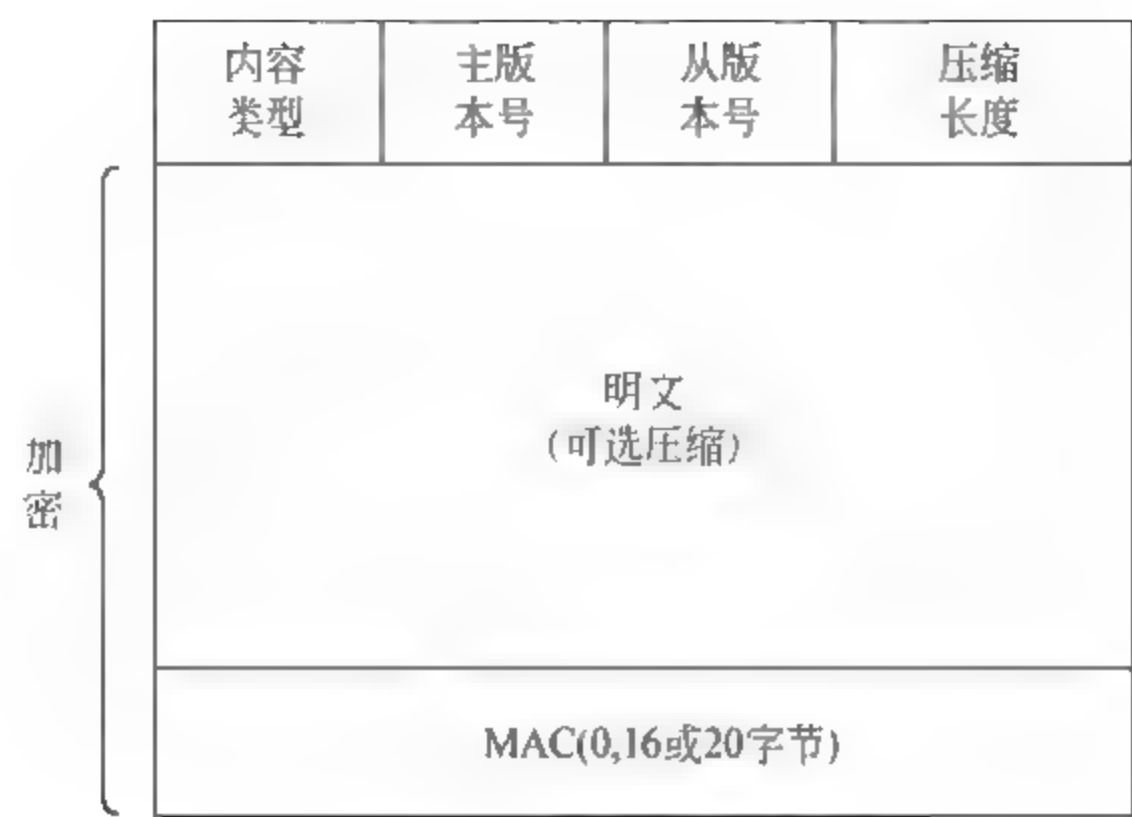 内容
类型
主版
本号
从版
本号
压缩
长度
加
密
明文
(可选压缩)
MAC(0,16或20字节)